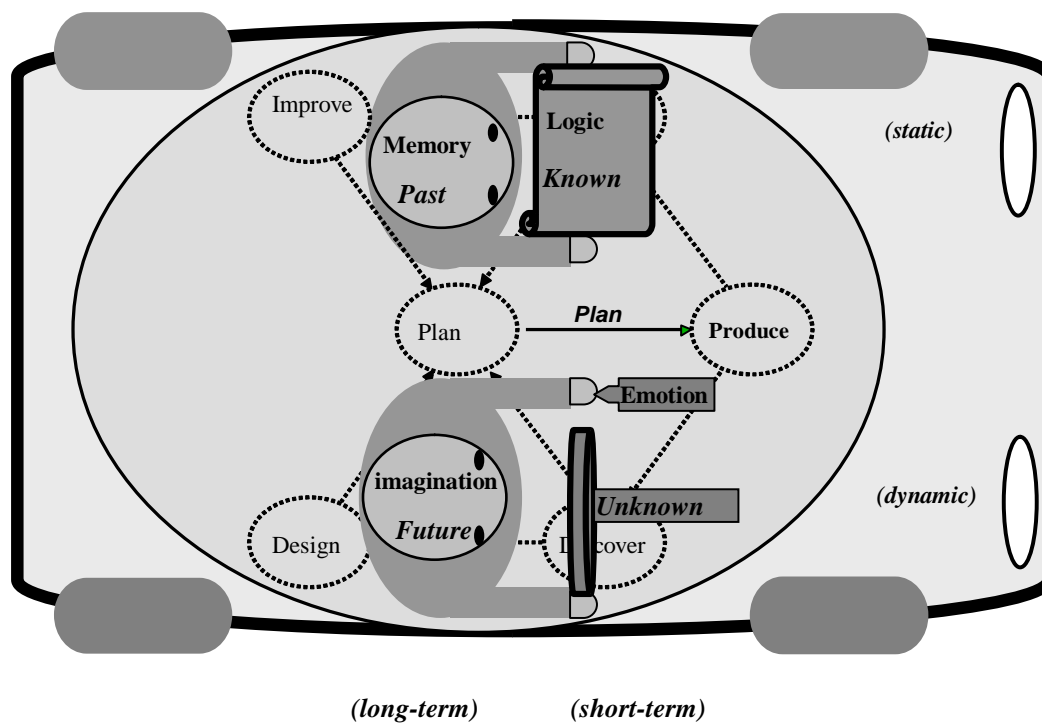 Improve
Logic
(static)
Memory
Known
Past
Plan
Plan
Produce
Emotion
imagination
(dynamic)
Unknown
Future
Design
(long-term)
(short-term)